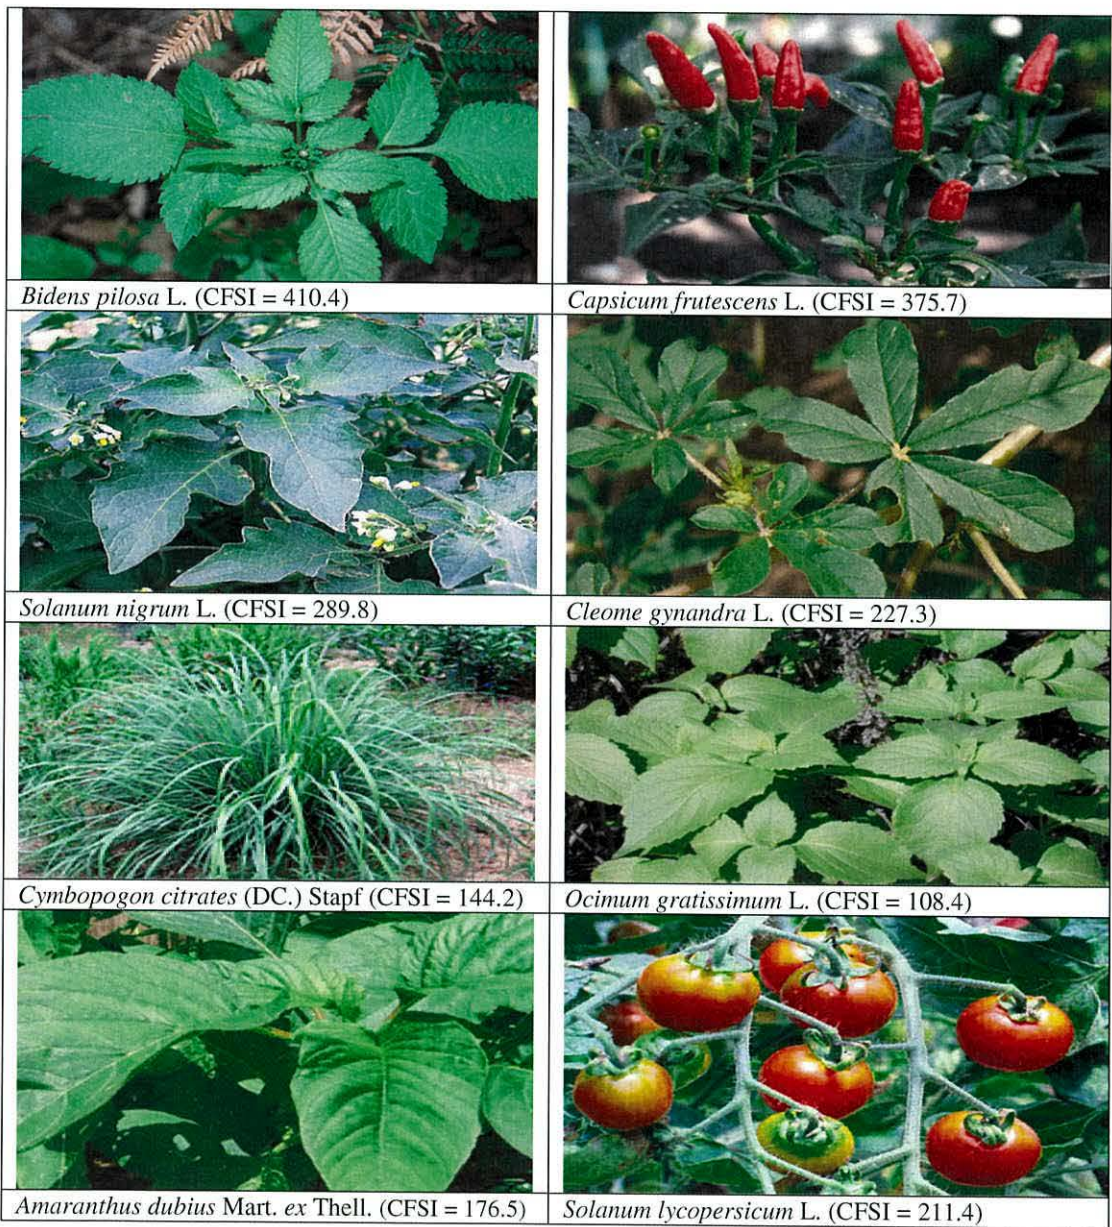 Bidens pilosa L. (CFSI = 410.4)
Capsicum frutescens L. (CFSI = 375.7)
Solanum nigrum L. (CFSI = 289.8)
Cleome gynandra L. (CFSI = 227.3)
Cymbopogon citrates (DC.) Stapf (CFSI = 144.2)
Ocimum gratissimum L. (CFSI = 108.4)
Amaranthus dubius Mart. ex Thell. (CFSI = 176.5)
Solanum lycopersicum L. (CFSI = 211.4)